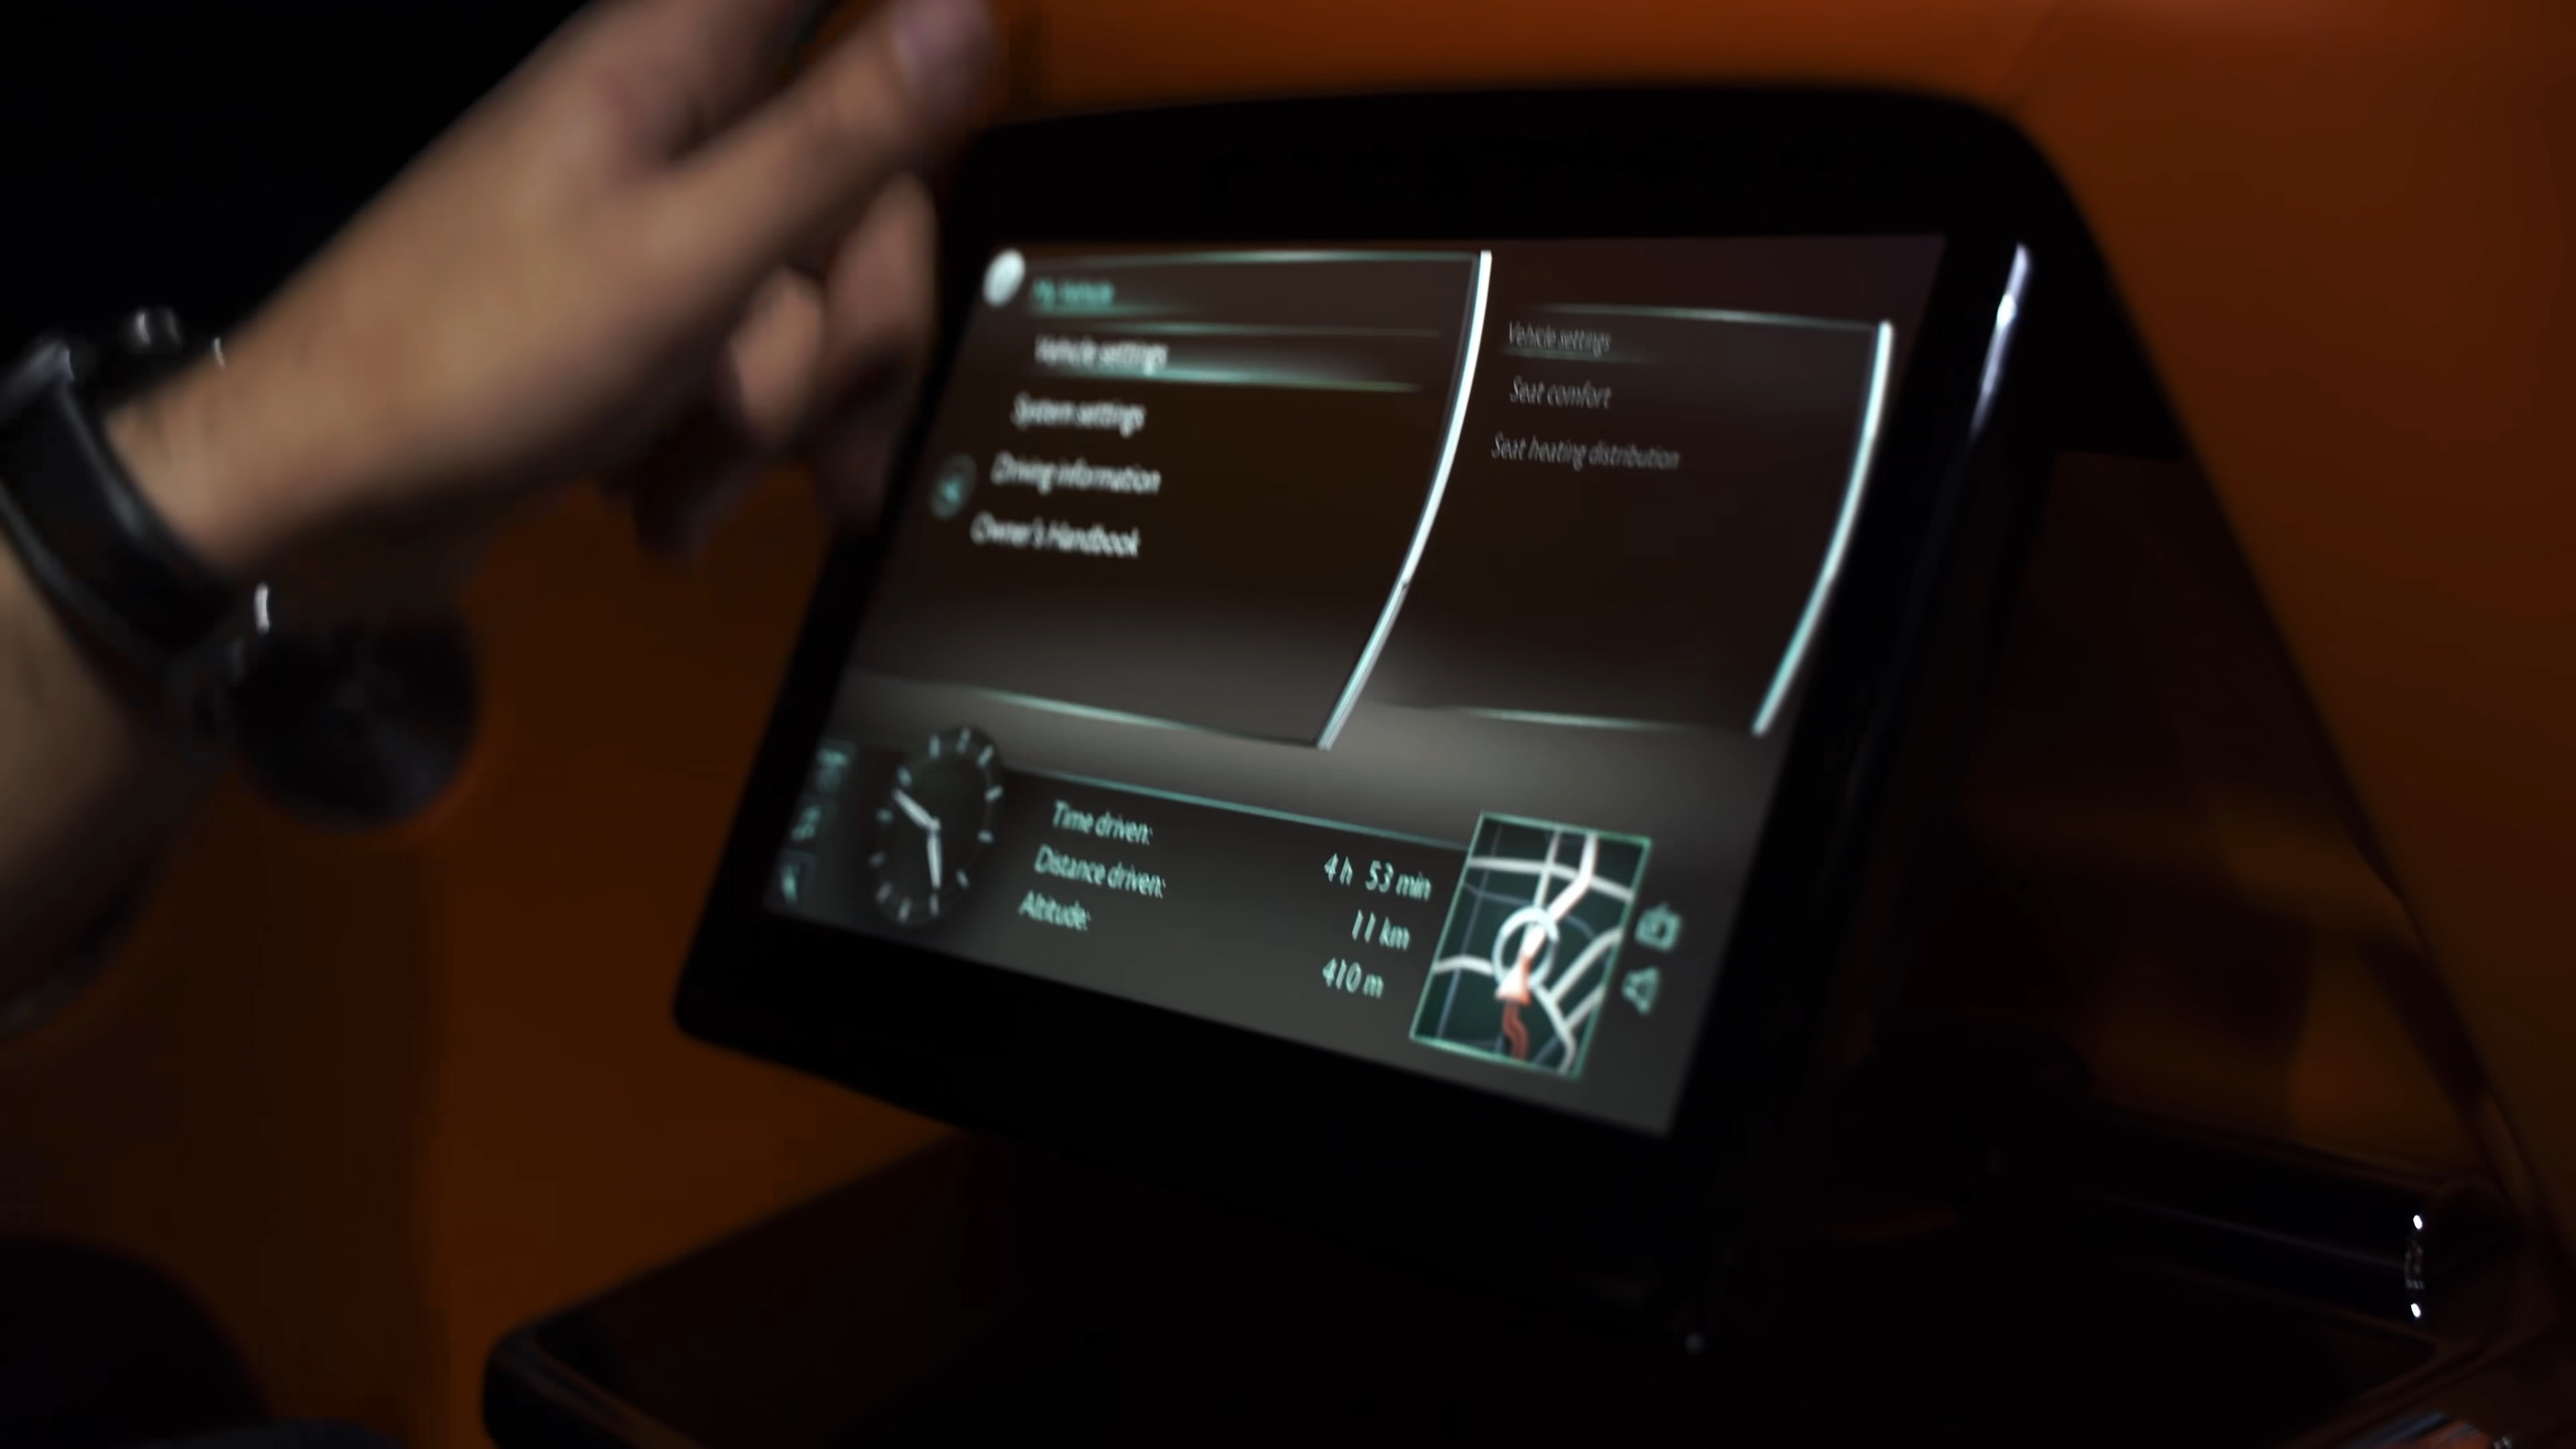 My Vehicle
Vehicle settings
System settings
Driving information
Owner's Handbook
Vehicle settings
Seat comfort
Seat heating distribution
Time driven: 4 h 53 min
Distance driven: 11 km
Altitude: 410 m